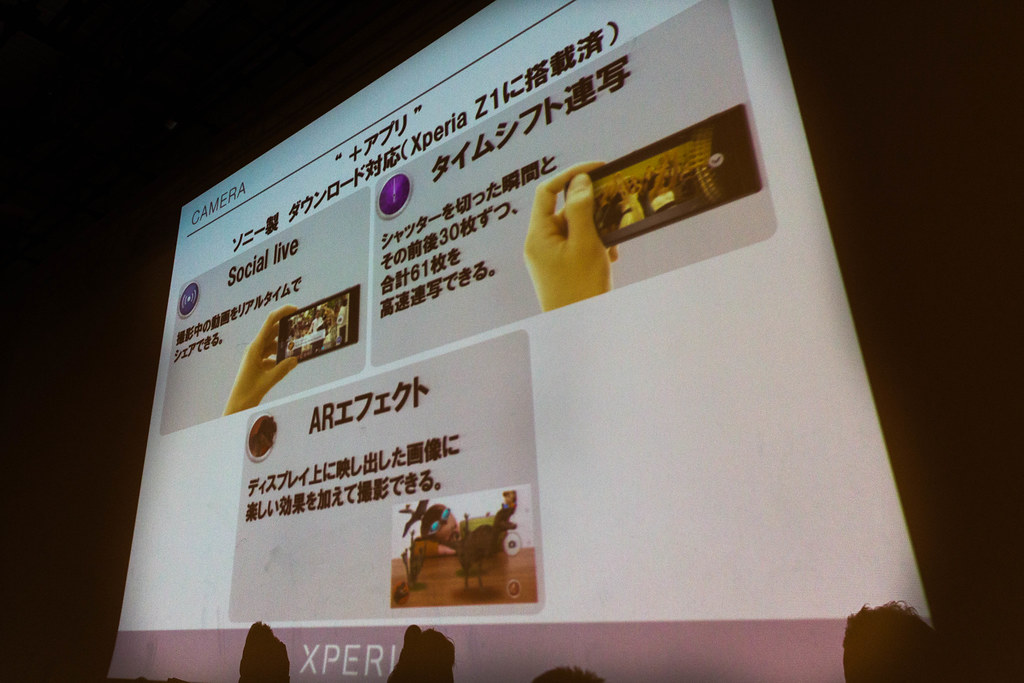 CAMERA
“ ＋アプリ ”
ソニー製 ダウンロード対応(Xperia Z1に搭載済)
Social live
撮影中の動画をリアルタイムで
シェアできる。
タイムシフト連写
シャッターを切った瞬間と
その前後30枚ずつ、
合計61枚を
高速連写できる。
ARエフェクト
ディスプレイ上に映し出した画像に
楽しい効果を加えて撮影できる。
XPERI